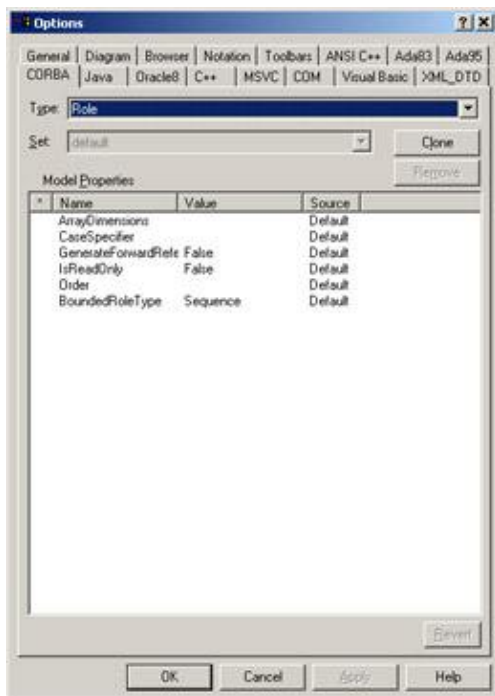 Options
General Diagram Browser Notation Toolbars ANSI C++ Ada83 Ada95
CORBA Java Oracle8 C++ MSVC COM Visual Basic XML_DTD
Type: Role
Set: default Clone
Remove
Model Properties
* Name Value Source
ArrayDimensions Default
CaseSpecifier Default
GenerateForwardRefe False Default
IsReadOnly False Default
Order Default
BoundedRoleType Sequence Default
Revert
OK Cancel Apply Help